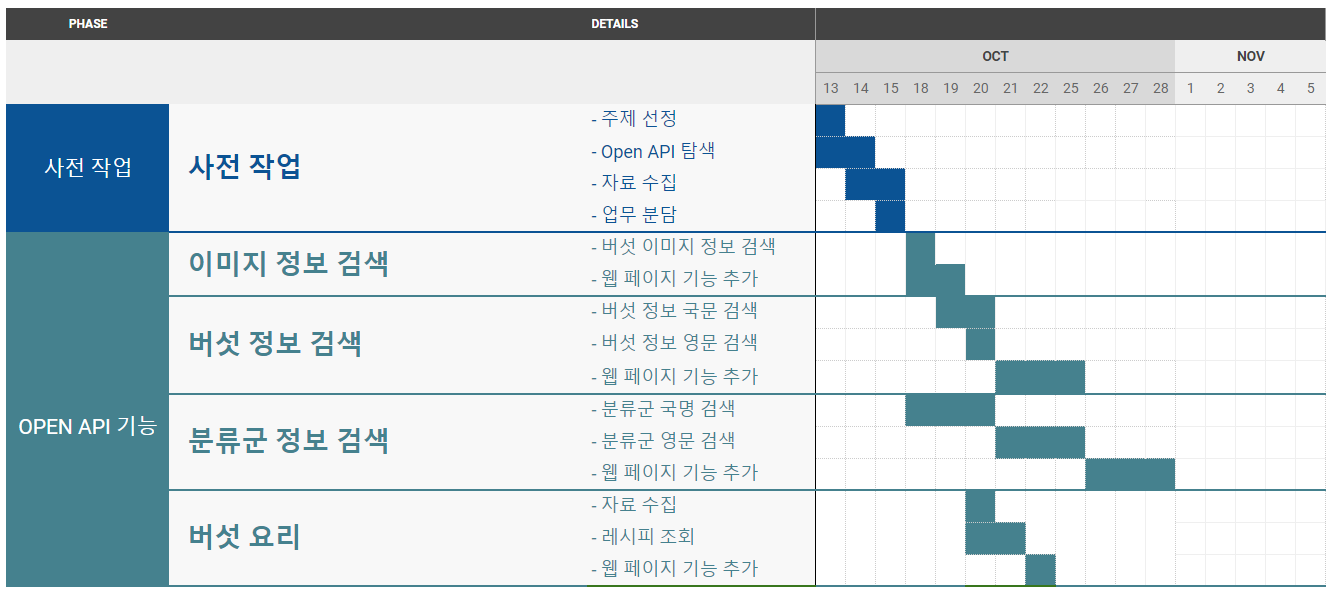 PHASE DETAILS
OCT NOV
13 14 15 18 19 20 21 22 25 26 27 28 1 2 3 4 5
사전 작업
사전 작업
- 주제 선정
- Open API 탐색
- 자료 수집
- 업무 분담
OPEN API 기능
이미지 정보 검색
- 버섯 이미지 정보 검색
- 웹 페이지 기능 추가
버섯 정보 검색
- 버섯 정보 국문 검색
- 버섯 정보 영문 검색
- 웹 페이지 기능 추가
분류군 정보 검색
- 분류군 국명 검색
- 분류군 영문 검색
- 웹 페이지 기능 추가
버섯 요리
- 자료 수집
- 레시피 조회
- 웹 페이지 기능 추가